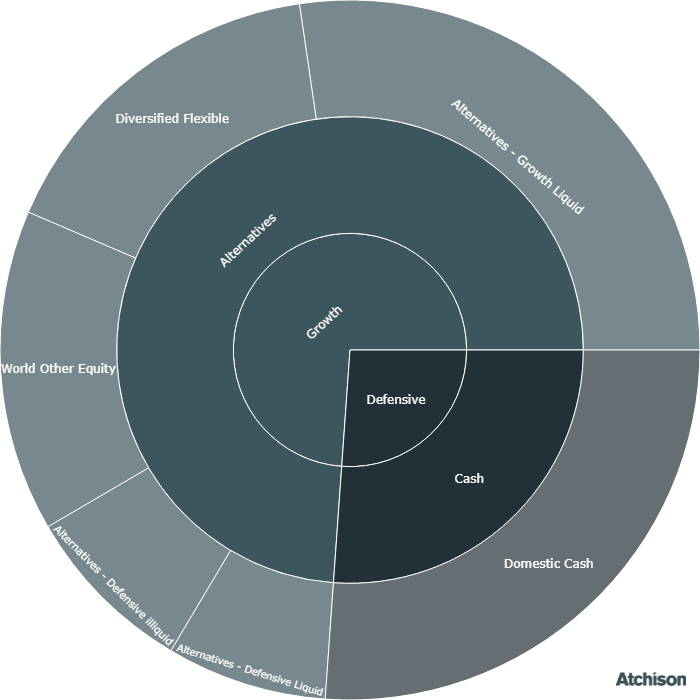 Alternatives - Growth Liquid
Diversified Flexible
Alternatives
Growth
World Other Equity
Defensive
Cash
Alternatives - Defensive illiquid
Domestic Cash
Alternatives - Defensive Liquid
Atchison